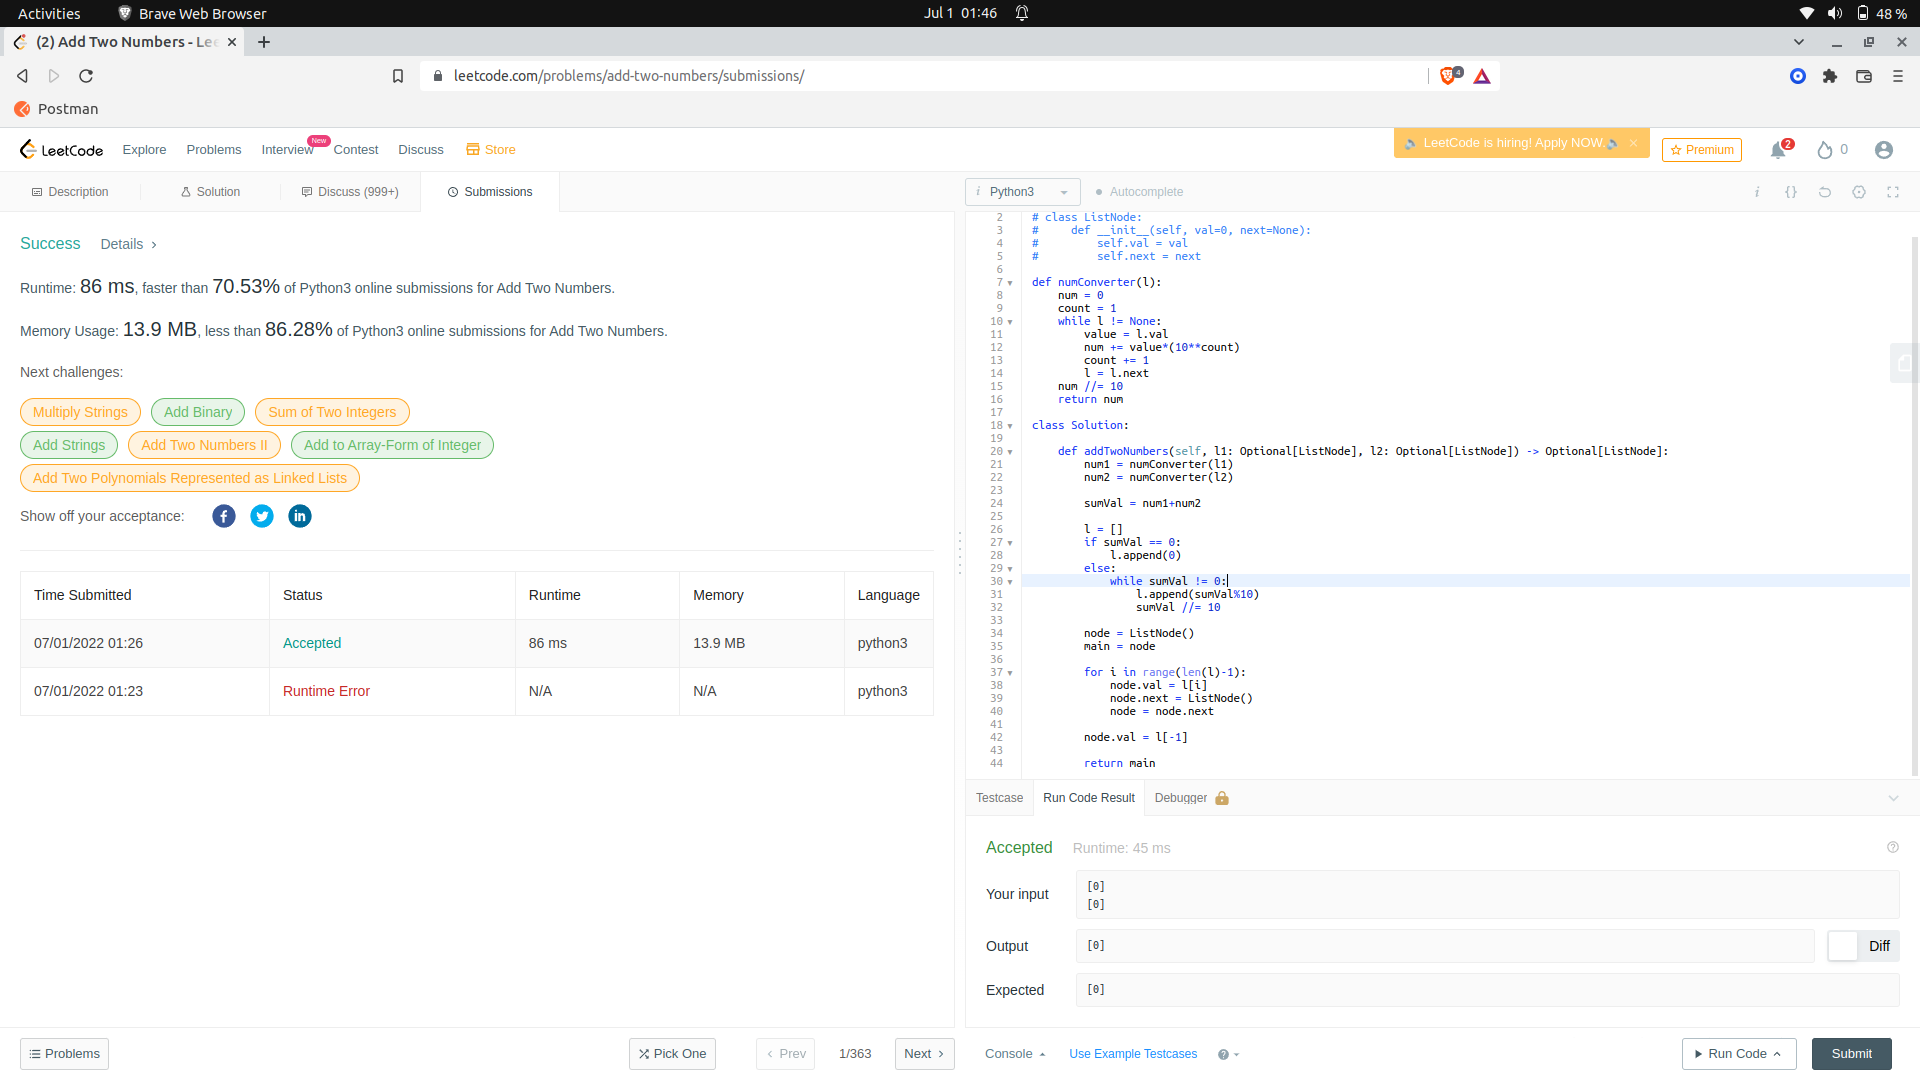 Activities
Brave Web Browser
Jul 1 01:46
48 %
(2) Add Two Numbers - Lee
leetcode.com/problems/add-two-numbers/submissions/
4
Postman
LeetCode
Explore
Problems
Interview
New
Contest
Discuss
Store
LeetCode is hiring! Apply NOW.
Premium
2
0
Description
Solution
Discuss (999+)
Submissions
Success
Details
Runtime: 86 ms, faster than 70.53% of Python3 online submissions for Add Two Numbers.
Memory Usage: 13.9 MB, less than 86.28% of Python3 online submissions for Add Two Numbers.
Next challenges:
Multiply Strings
Add Binary
Sum of Two Integers
Add Strings
Add Two Numbers II
Add to Array-Form of Integer
Add Two Polynomials Represented as Linked Lists
Show off your acceptance:
Time Submitted Status Runtime Memory Language
07/01/2022 01:26 Accepted 86 ms 13.9 MB python3
07/01/2022 01:23 Runtime Error N/A N/A python3
Problems
Pick One
Prev
1/363
Next
i Python3
Autocomplete
i {}
2 # class ListNode:
3 #     def __init__(self, val=0, next=None):
4 #         self.val = val
5 #         self.next = next
6
7 def numConverter(l):
8     num = 0
9     count = 1
10     while l != None:
11         value = l.val
12         num += value*(10**count)
13         count += 1
14         l = l.next
15     num //= 10
16     return num
17
18 class Solution:
19
20     def addTwoNumbers(self, l1: Optional[ListNode], l2: Optional[ListNode]) -> Optional[ListNode]:
21         num1 = numConverter(l1)
22         num2 = numConverter(l2)
23
24         sumVal = num1+num2
25
26         l = []
27         if sumVal == 0:
28             l.append(0)
29         else:
30             while sumVal != 0:
31                 l.append(sumVal%10)
32                 sumVal //= 10
33
34         node = ListNode()
35         main = node
36
37         for i in range(len(l)-1):
38             node.val = l[i]
39             node.next = ListNode()
40             node = node.next
41
42         node.val = l[-1]
43
44         return main
Testcase
Run Code Result
Debugger
Accepted
Runtime: 45 ms
Your input
[0]
[0]
Output
[0]
Diff
Expected
[0]
Console
Use Example Testcases
Run Code
Submit